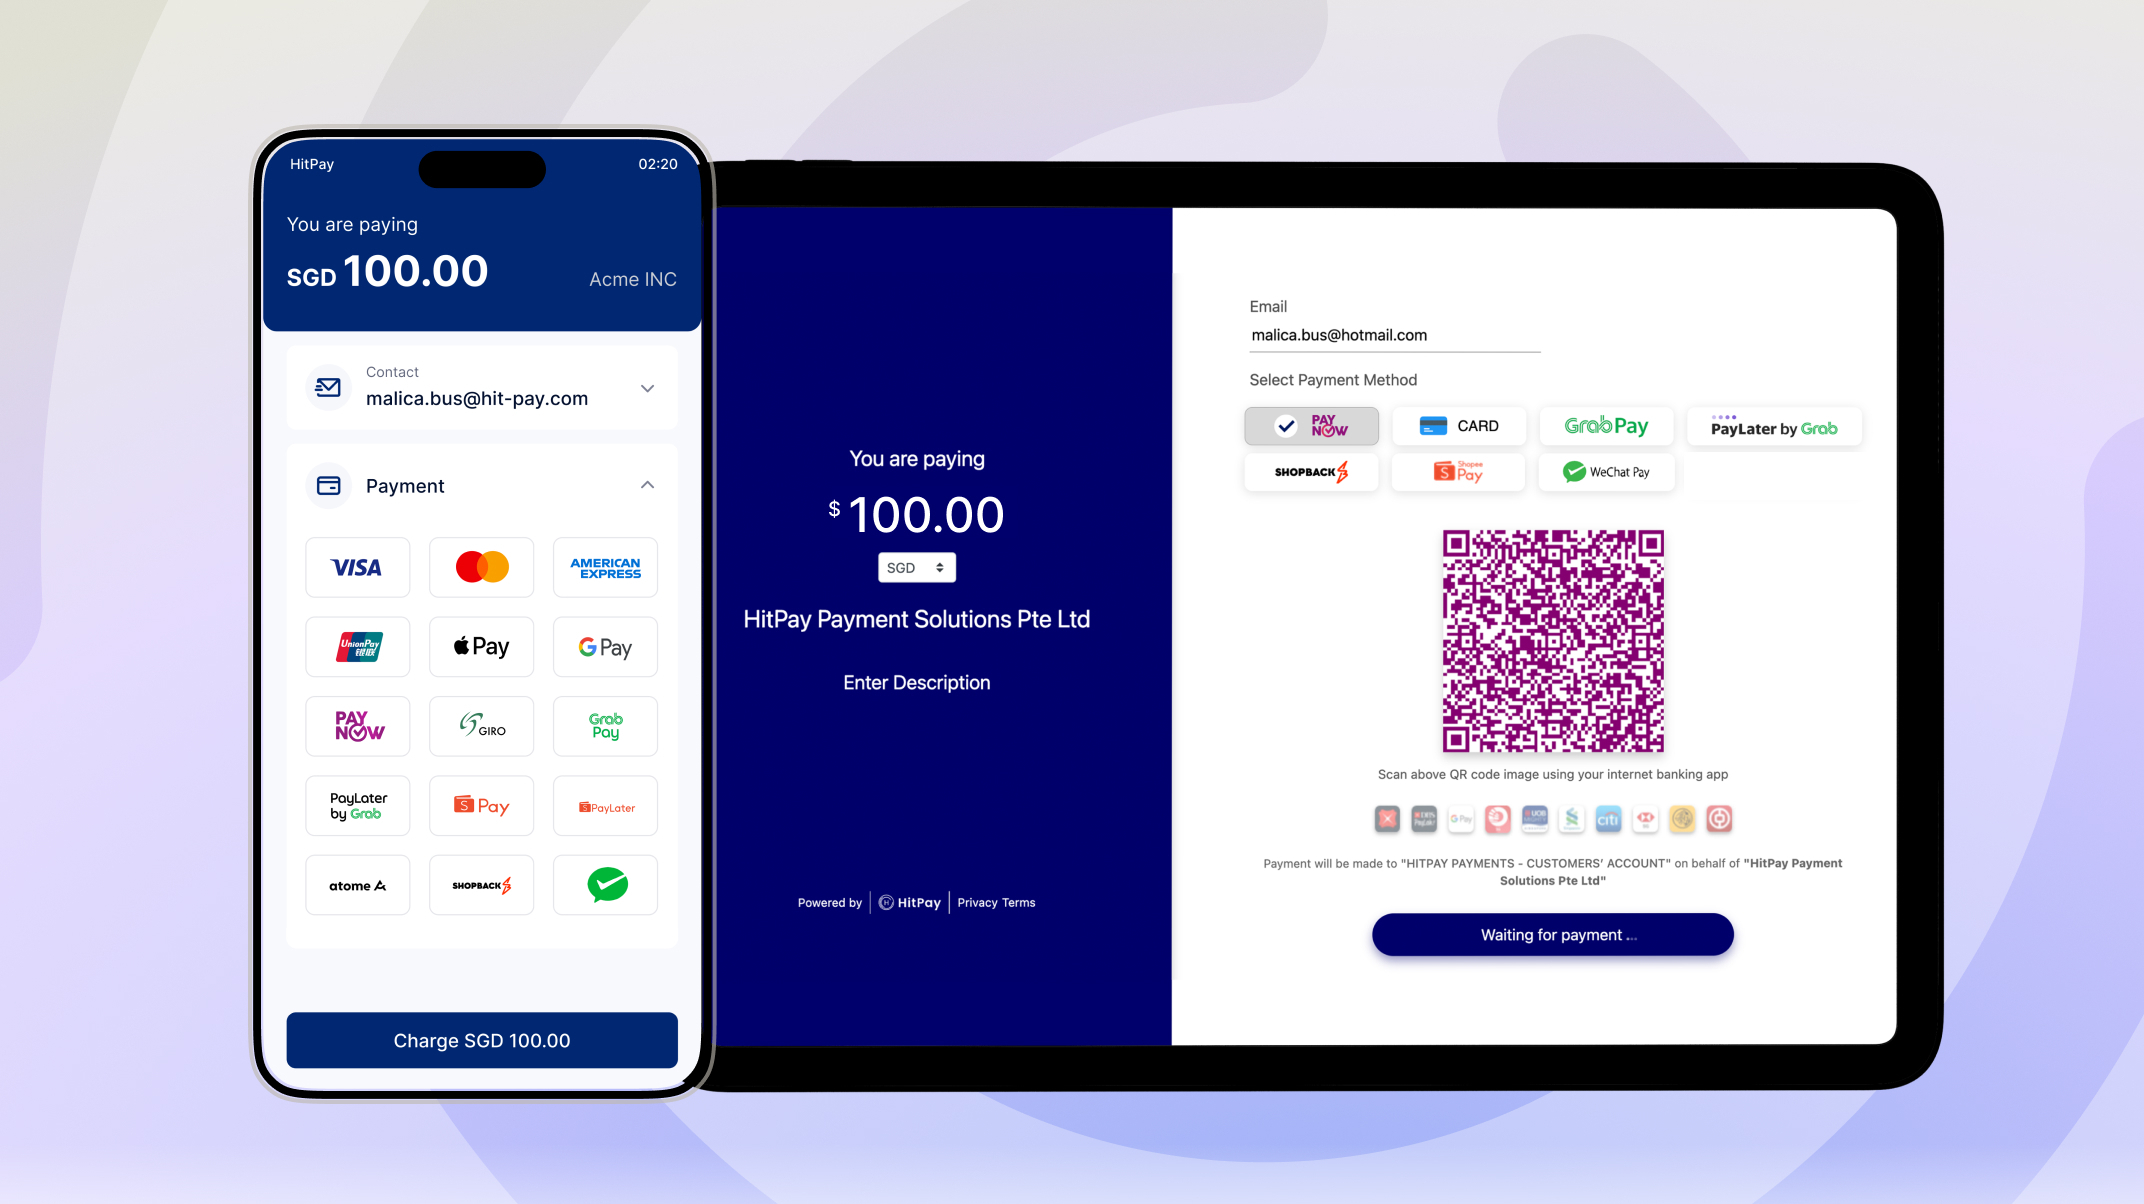 HitPay
02:20
You are paying
SGD 100.00
Acme INC
Contact
malica.bus@hit-pay.com
Payment
VISA
AMERICAN
EXPRESS
UnionPay
银联
Pay
G Pay
PAY
NOW
GIRO
Grab
Pay
PayLater
by Grab
S Pay
S PayLater
atome
SHOPBACK
Charge SGD 100.00
You are paying
$ 100.00
SGD
HitPay Payment Solutions Pte Ltd
Enter Description
Powered by HitPay Privacy Terms
Email
malica.bus@hotmail.com
Select Payment Method
PAY
NOW
CARD
GrabPay
PayLater by Grab
SHOPBACK
S Shopee
Pay
WeChat Pay
Scan above QR code image using your internet banking app
G Pay
UOB
citi
Payment will be made to "HITPAY PAYMENTS - CUSTOMERS’ ACCOUNT" on behalf of "HitPay Payment
Solutions Pte Ltd"
Waiting for payment ...